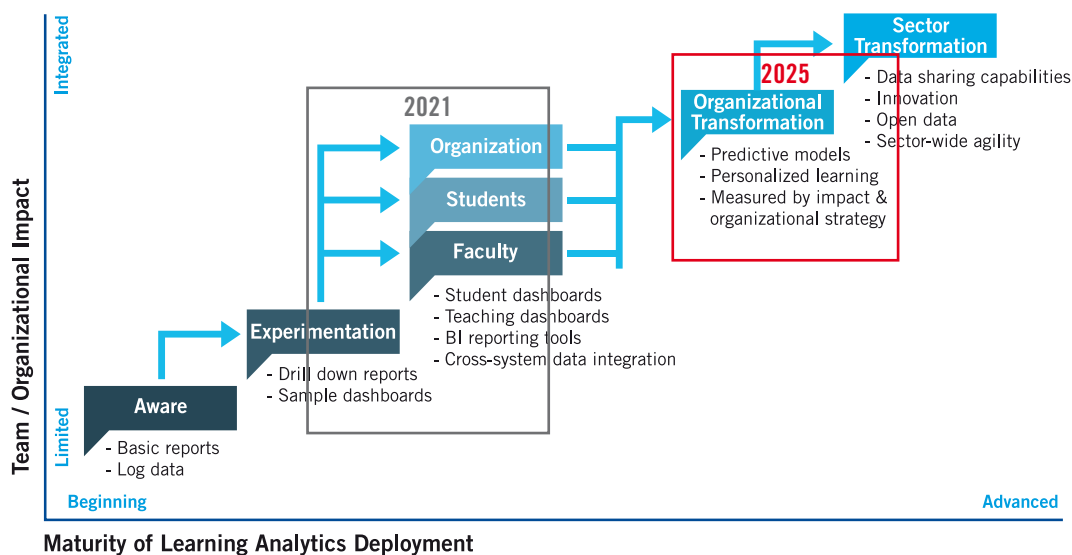 Team / Organizational Impact
Integrated
Limited
Sector
Transformation
- Data sharing capabilities
- Innovation
- Open data
- Sector-wide agility
2025
Organizational
Transformation
- Predictive models
- Personalized learning
- Measured by impact &
organizational strategy
2021
Organization
Students
Faculty
- Student dashboards
- Teaching dashboards
- BI reporting tools
- Cross-system data integration
Experimentation
- Drill down reports
- Sample dashboards
Aware
- Basic reports
- Log data
Beginning
Advanced
Maturity of Learning Analytics Deployment